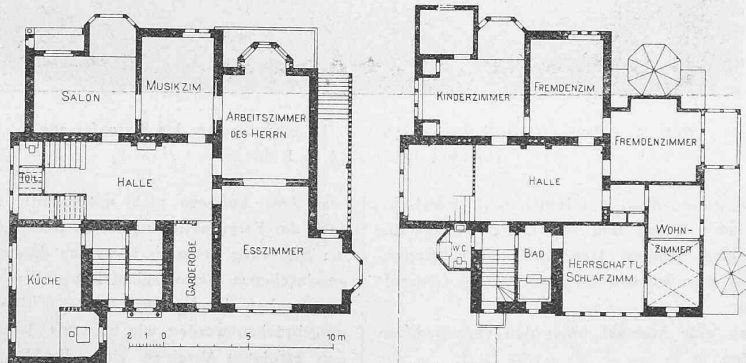 SALON
MUSIKZIM.
ARBEITSZIMMER
DES HERRN
HALLE
TOIL.
KÜCHE
GARDEROBE
ESSZIMMER
2 1 0 5 10 m
KINDERZIMMER
FREMDENZIM
FREMDENZIMMER
HALLE
W.C.
BAD
HERRSCHAFTL.
SCHLAFZIMM.
WOHN-
ZIMMER